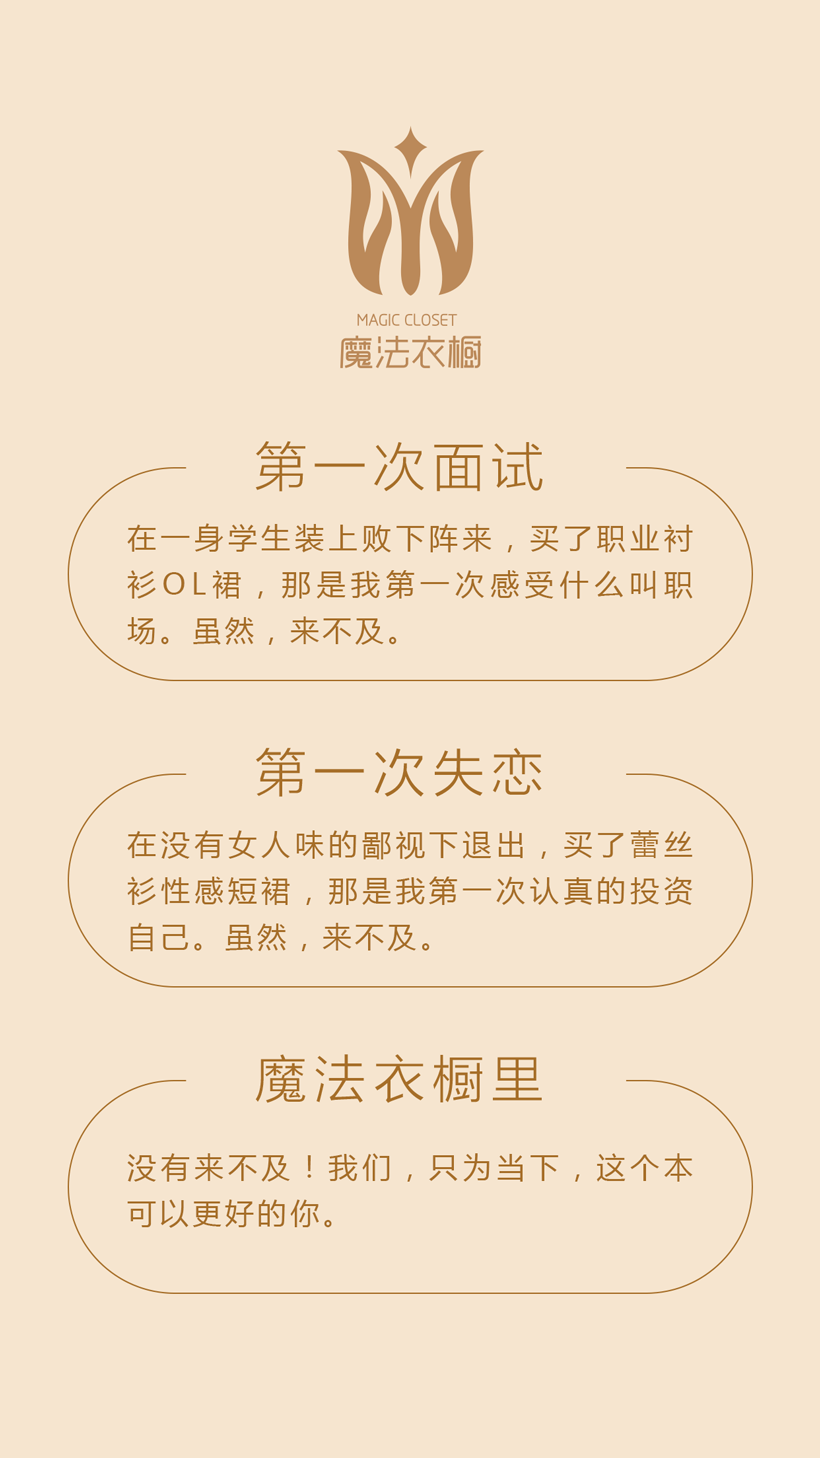 MAGIC CLOSET
魔法衣橱
第一次面试
在一身学生装上败下阵来，买了职业衬
衫OL裙，那是我第一次感受什么叫职
场。虽然，来不及。
第一次失恋
在没有女人味的鄙视下退出，买了蕾丝
衫性感短裙，那是我第一次认真的投资
自己。虽然，来不及。
魔法衣橱里
没有来不及！我们，只为当下，这个本
可以更好的你。